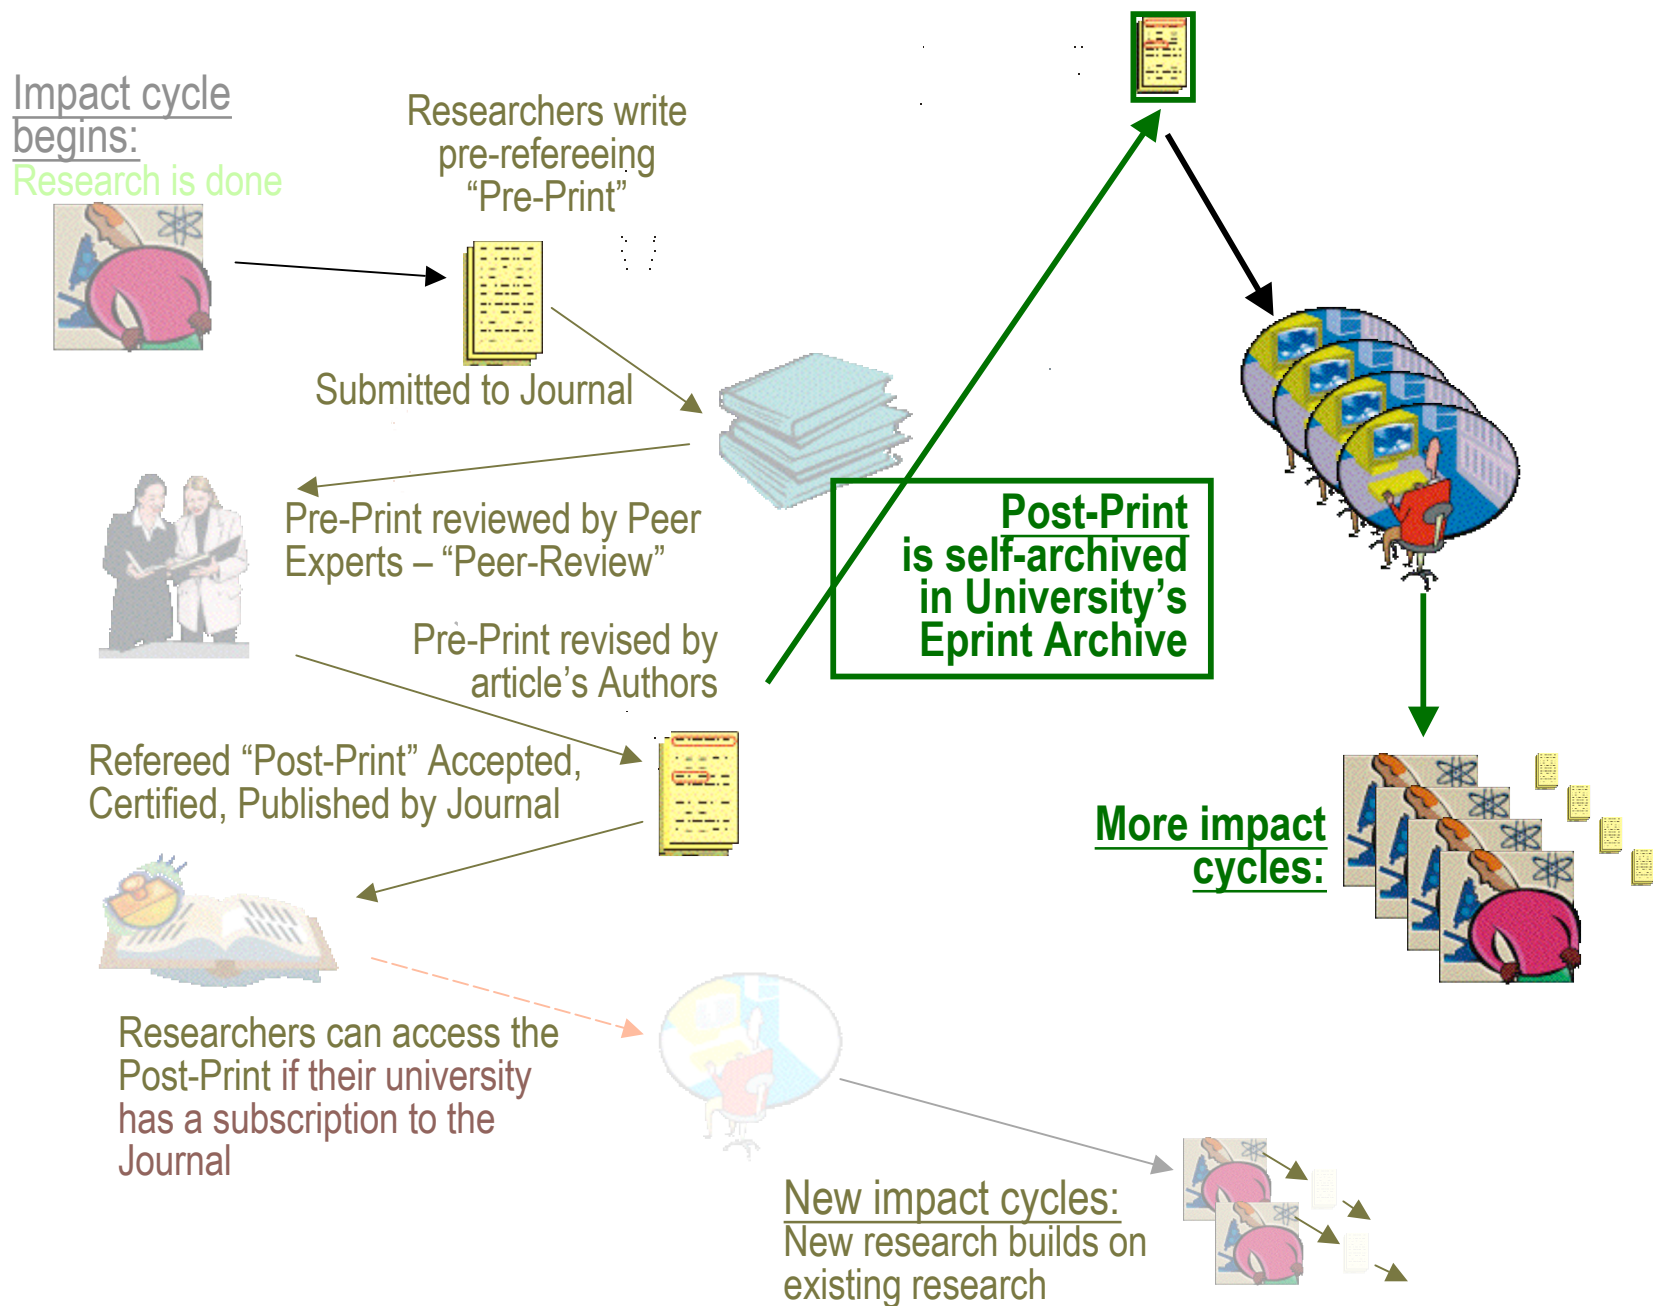 Impact cycle
begins:
Research is done
Researchers write
pre-refereeing
“Pre-Print”
Submitted to Journal
Pre-Print reviewed by Peer
Experts – “Peer-Review”
Pre-Print revised by
article’s Authors
Refereed “Post-Print” Accepted,
Certified, Published by Journal
Researchers can access the
Post-Print if their university
has a subscription to the
Journal
New impact cycles:
New research builds on
existing research
Post-Print
is self-archived
in University’s
Eprint Archive
More impact
cycles: